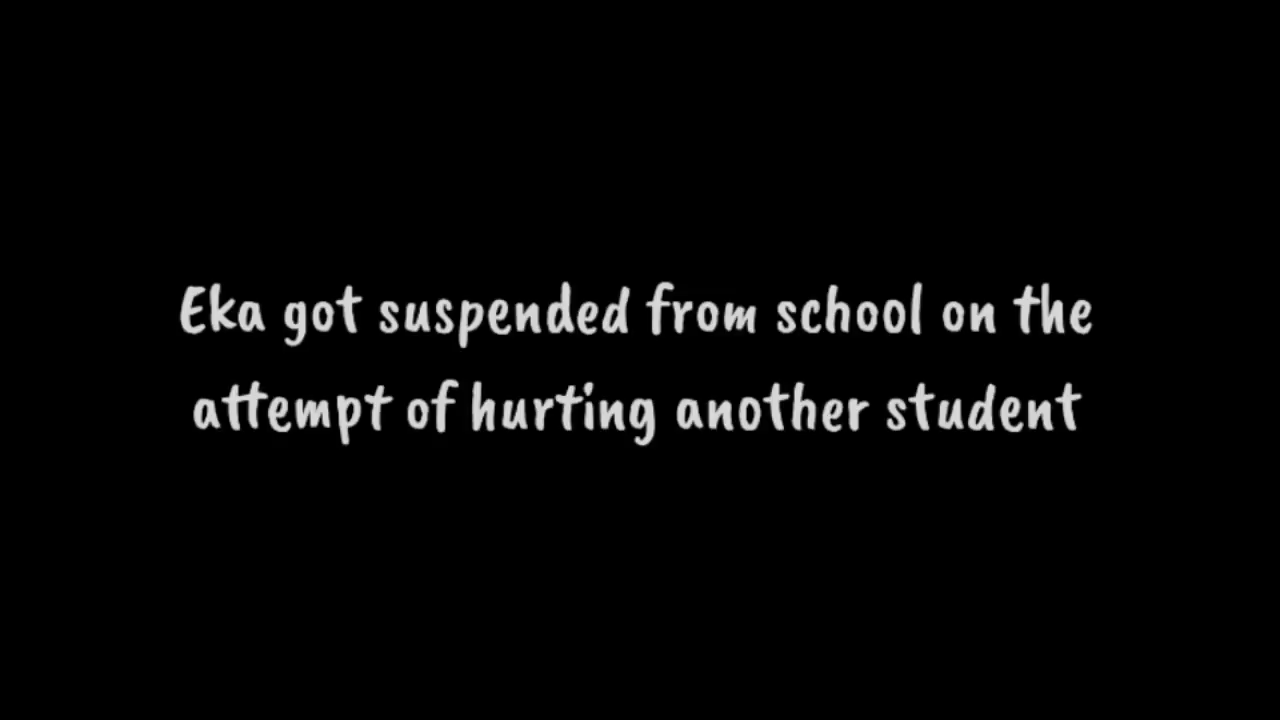 Eka got suspended from school on the
attempt of hurting another student